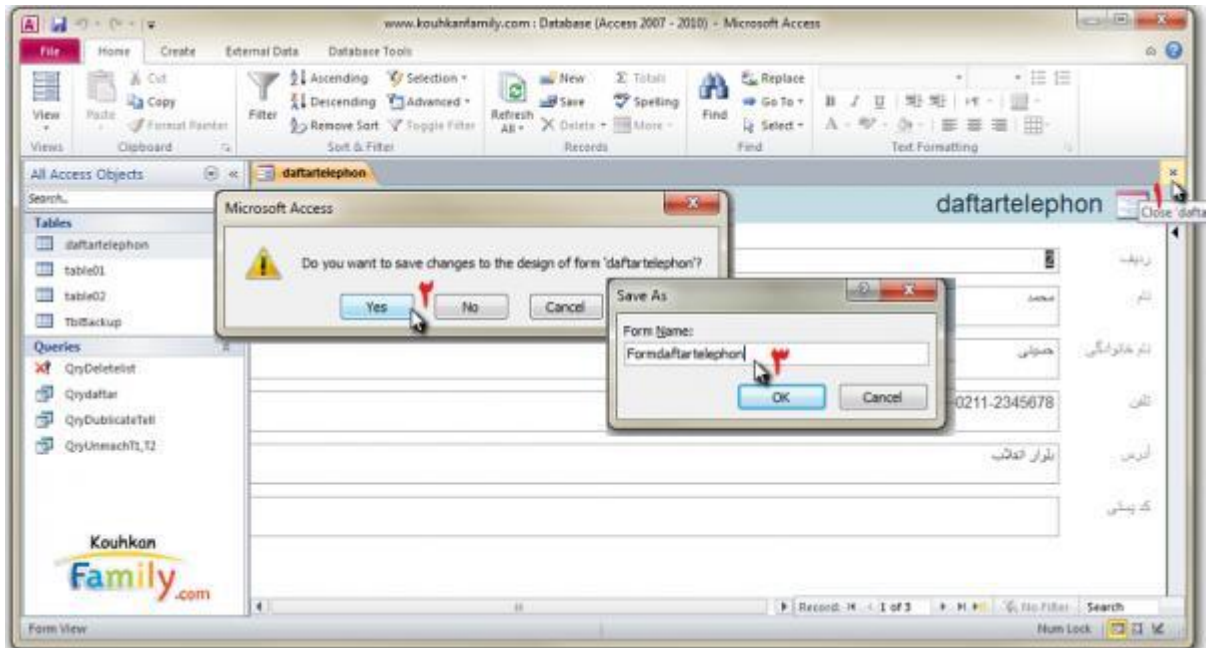 www.kouhkanfamily.com : Database (Access 2007 - 2010) - Microsoft Access
File Home Create External Data Database Tools
View
Paste
Cut
Copy
Format Painter
Filter
Ascending
Descending
Remove Sort
Selection
Advanced
Toggle Filter
Refresh All
New
Save
Delete
Totals
Spelling
More
Find
Replace
Go To
Select
Views Clipboard Sort & Filter Records Find Text Formatting
All Access Objects
Search..
Tables
daftartelephon
table01
table02
TblBackup
Queries
QryDeletelist
Qrydaftar
QryDublicateTell
QryUnmachT1,T2
Kouhkan
Family.com
daftartelephon
daftartelephon
۱
Close 'dafta
Microsoft Access
Do you want to save changes to the design of form 'daftartelephon'?
Yes No Cancel
۲
Save As
Form Name:
Formdaftartelephon
۳
OK Cancel
ردیف
نام
محمد
نام خانوادگی
تلفن
0211-2345678
آدرس
بلوار انقلاب
کد پستی
Record: 1 of 3 No Filter Search
Form View
Num Lock